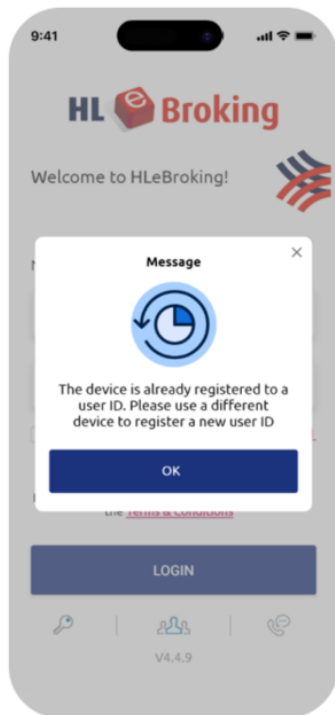 9:41
HL e Broking
Welcome to HLeBroking!
Message
The device is already registered to a
user ID. Please use a different
device to register a new user ID
OK
the Terms & Conditions
LOGIN
V4.4.9